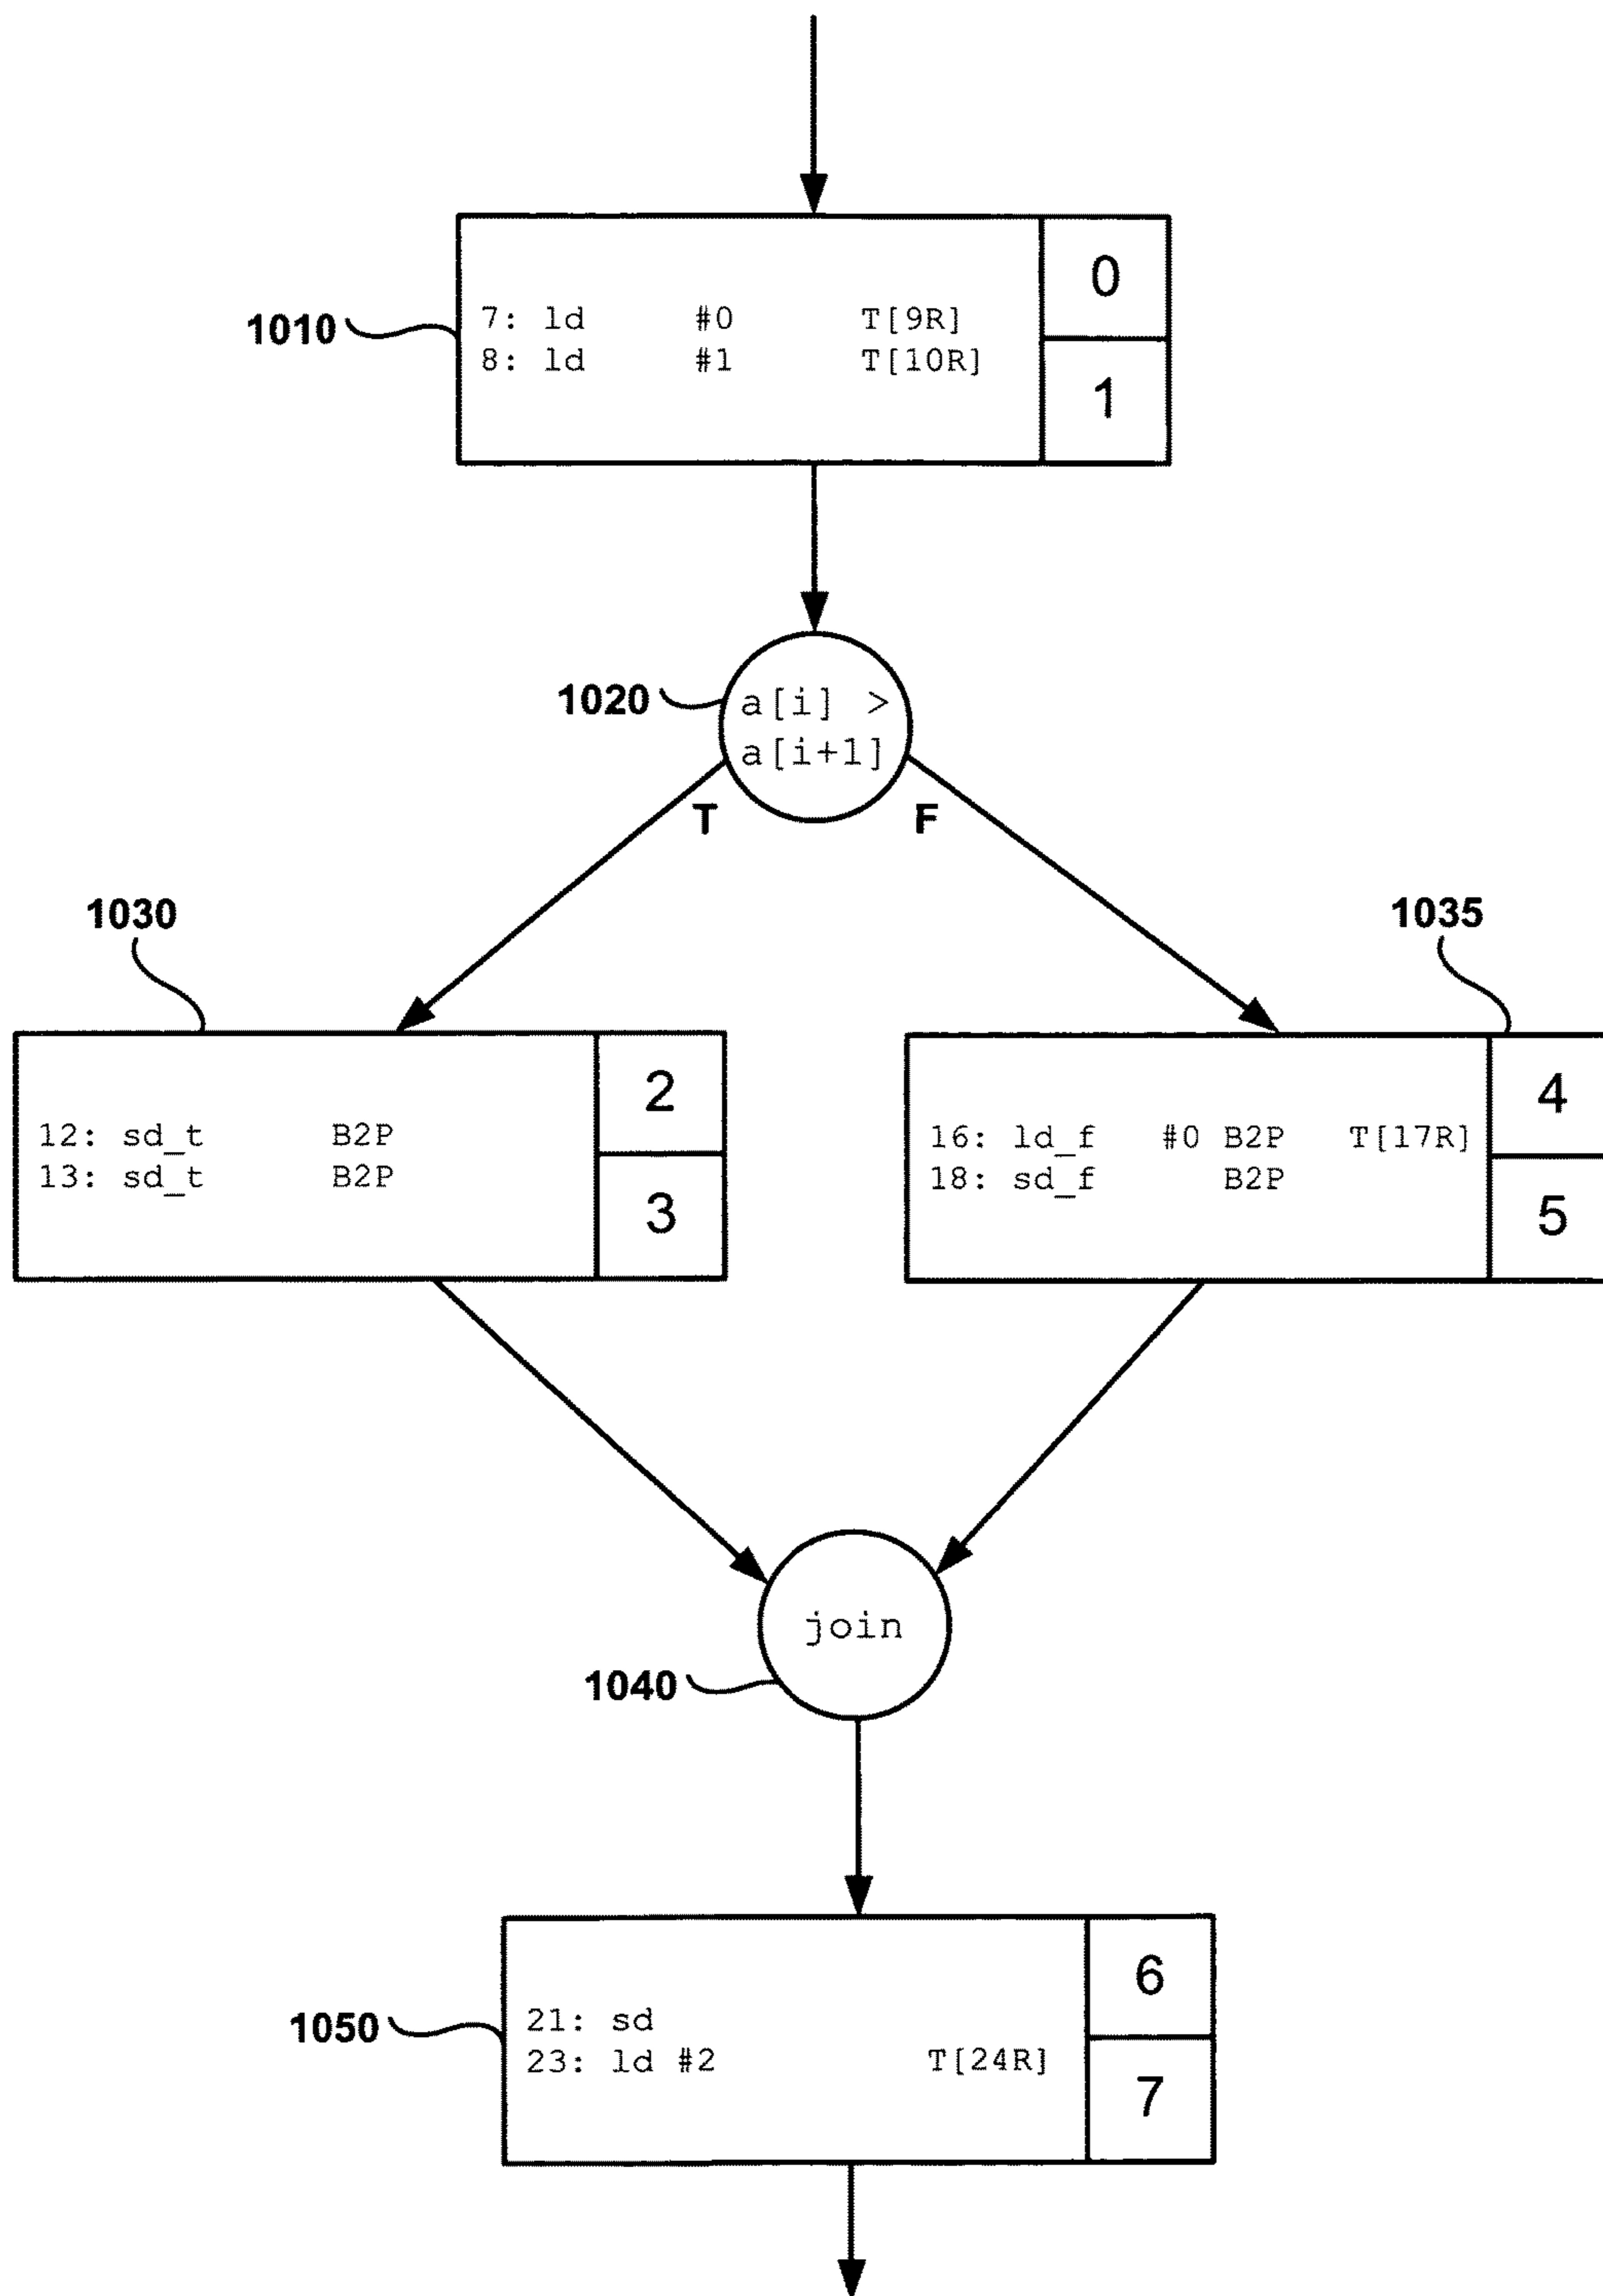 1010
7: ld #0 T[9R]
8: ld #1 T[10R]
0
1
1020
a[i] >
a[i+1]
T
F
1030
12: sd_t B2P
13: sd_t B2P
2
3
1035
16: ld_f #0 B2P T[17R]
18: sd_f B2P
4
5
join
1040
1050
21: sd
23: ld #2 T[24R]
6
7